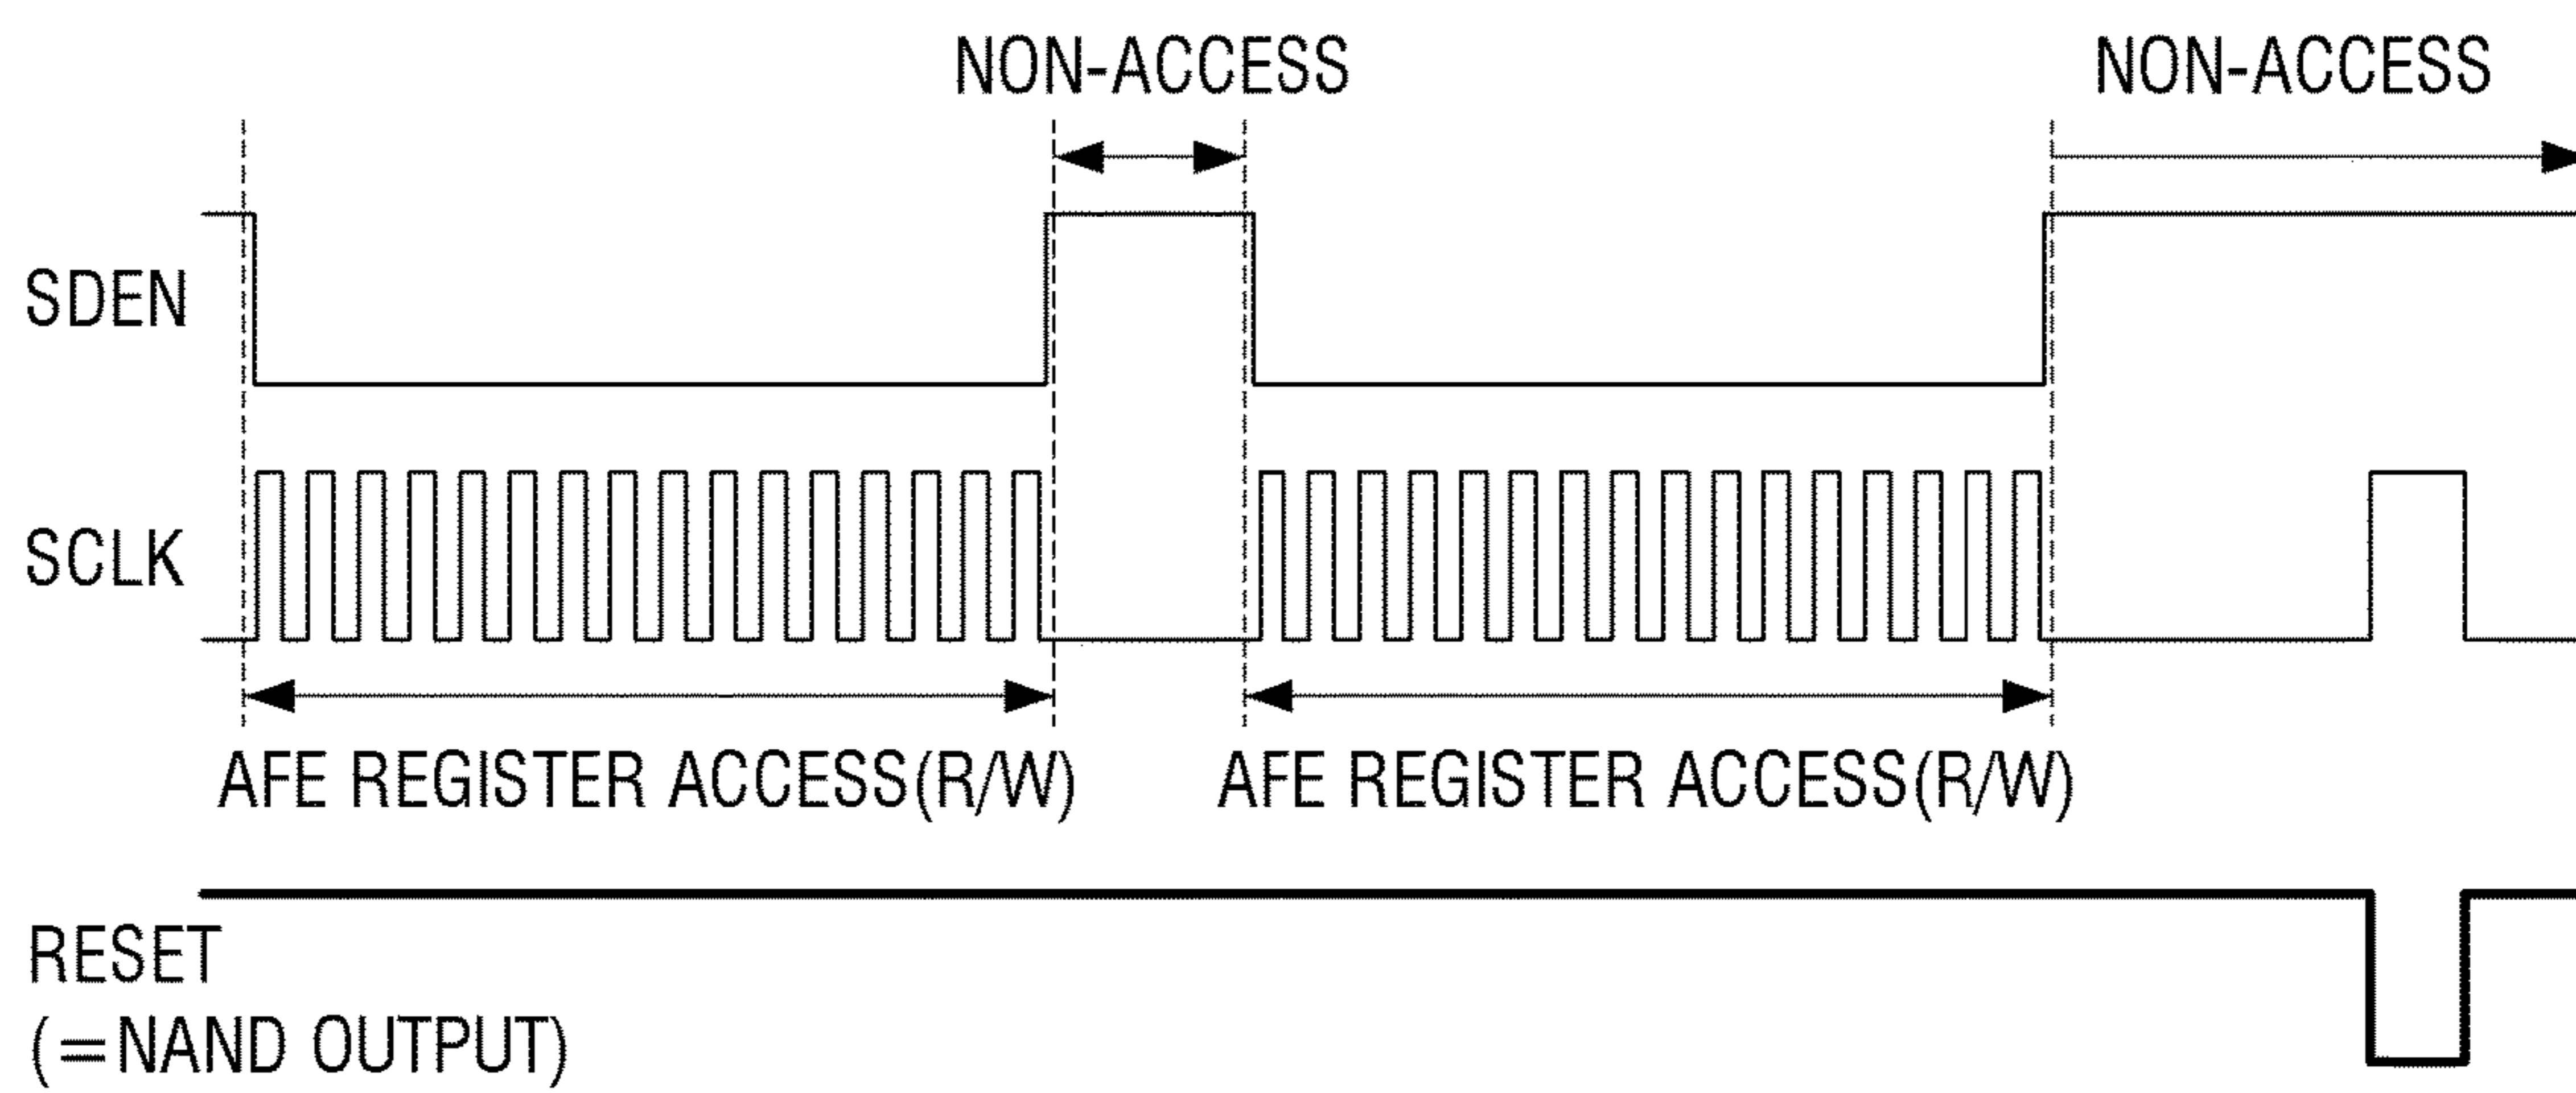 NON-ACCESS NON-ACCESS
SDEN
SCLK
AFE REGISTER ACCESS(R/W) AFE REGISTER ACCESS(R/W)
RESET
(=NAND OUTPUT)